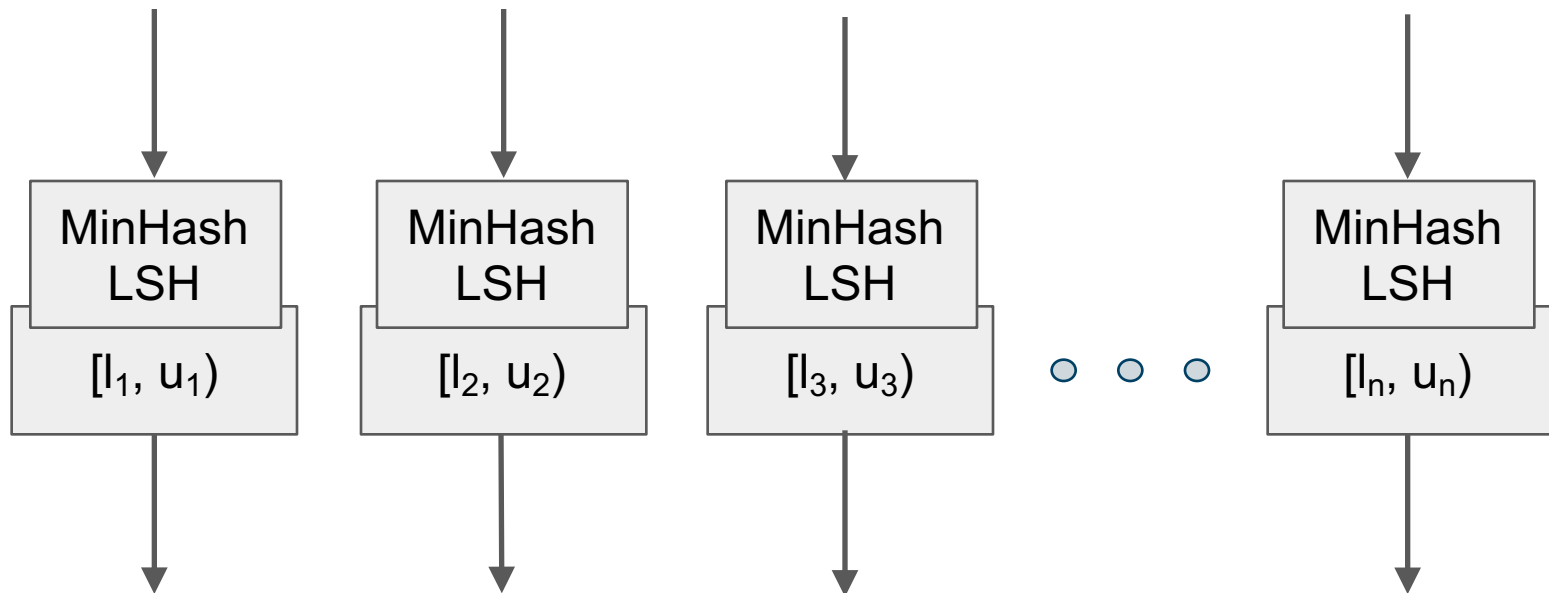 MinHash
LSH
[l₁, u₁)
MinHash
LSH
[l₂, u₂)
MinHash
LSH
[l₃, u₃)
MinHash
LSH
[lₙ, uₙ)